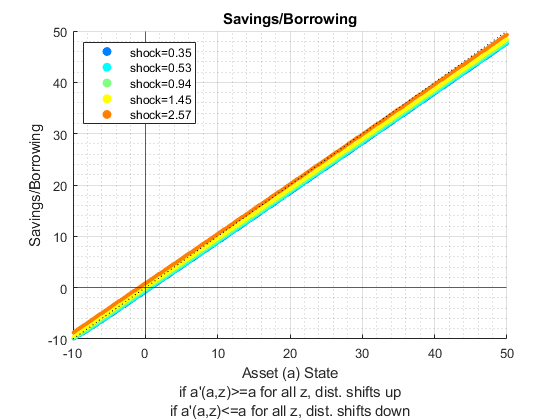 Savings/Borrowing
50
40
30
20
10
0
-10
Savings/Borrowing
shock=0.35
shock=0.53
shock=0.94
shock=1.45
shock=2.57
-10
0
10
20
30
40
50
Asset (a) State
if a'(a,z)>=a for all z, dist. shifts up
if a'(a,z)<=a for all z, dist. shifts down